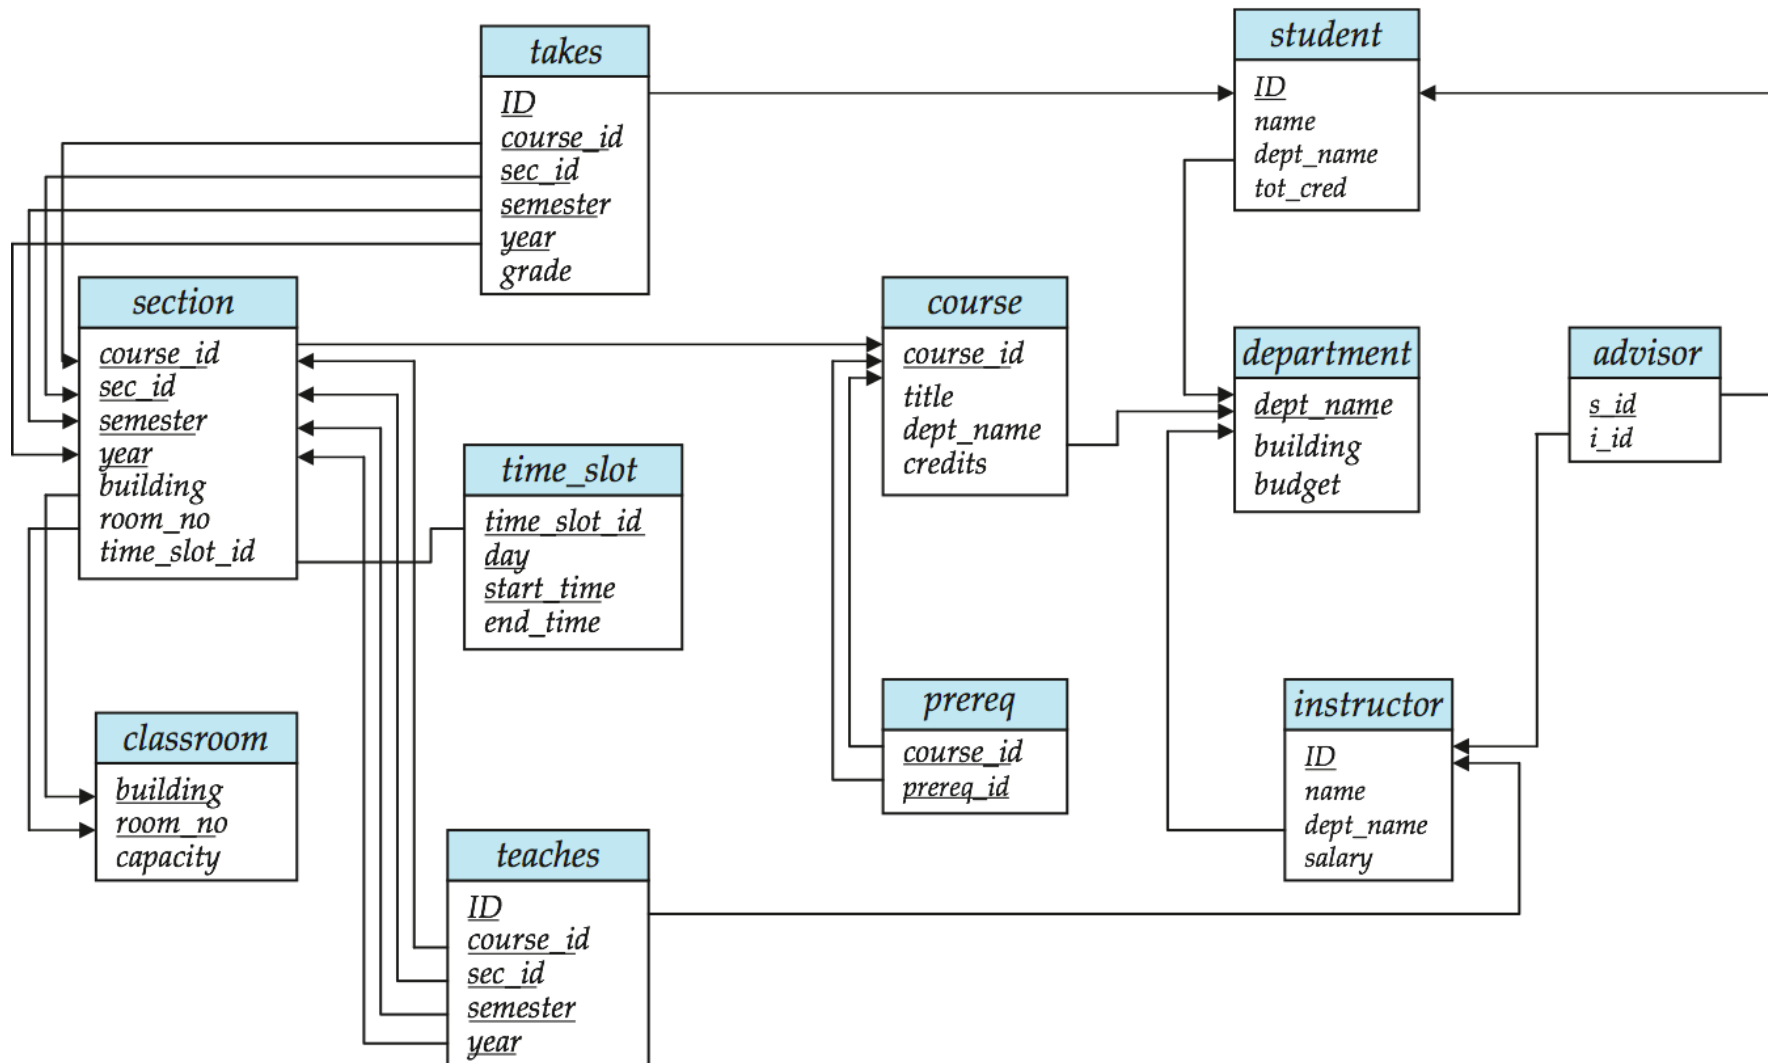 takes
ID
course_id
sec_id
semester
year
grade
student
ID
name
dept_name
tot_cred
section
course_id
sec_id
semester
year
building
room_no
time_slot_id
course
course_id
title
dept_name
credits
department
dept_name
building
budget
advisor
s_id
i_id
time_slot
time_slot_id
day
start_time
end_time
classroom
building
room_no
capacity
prereq
course_id
prereq_id
instructor
ID
name
dept_name
salary
teaches
ID
course_id
sec_id
semester
year